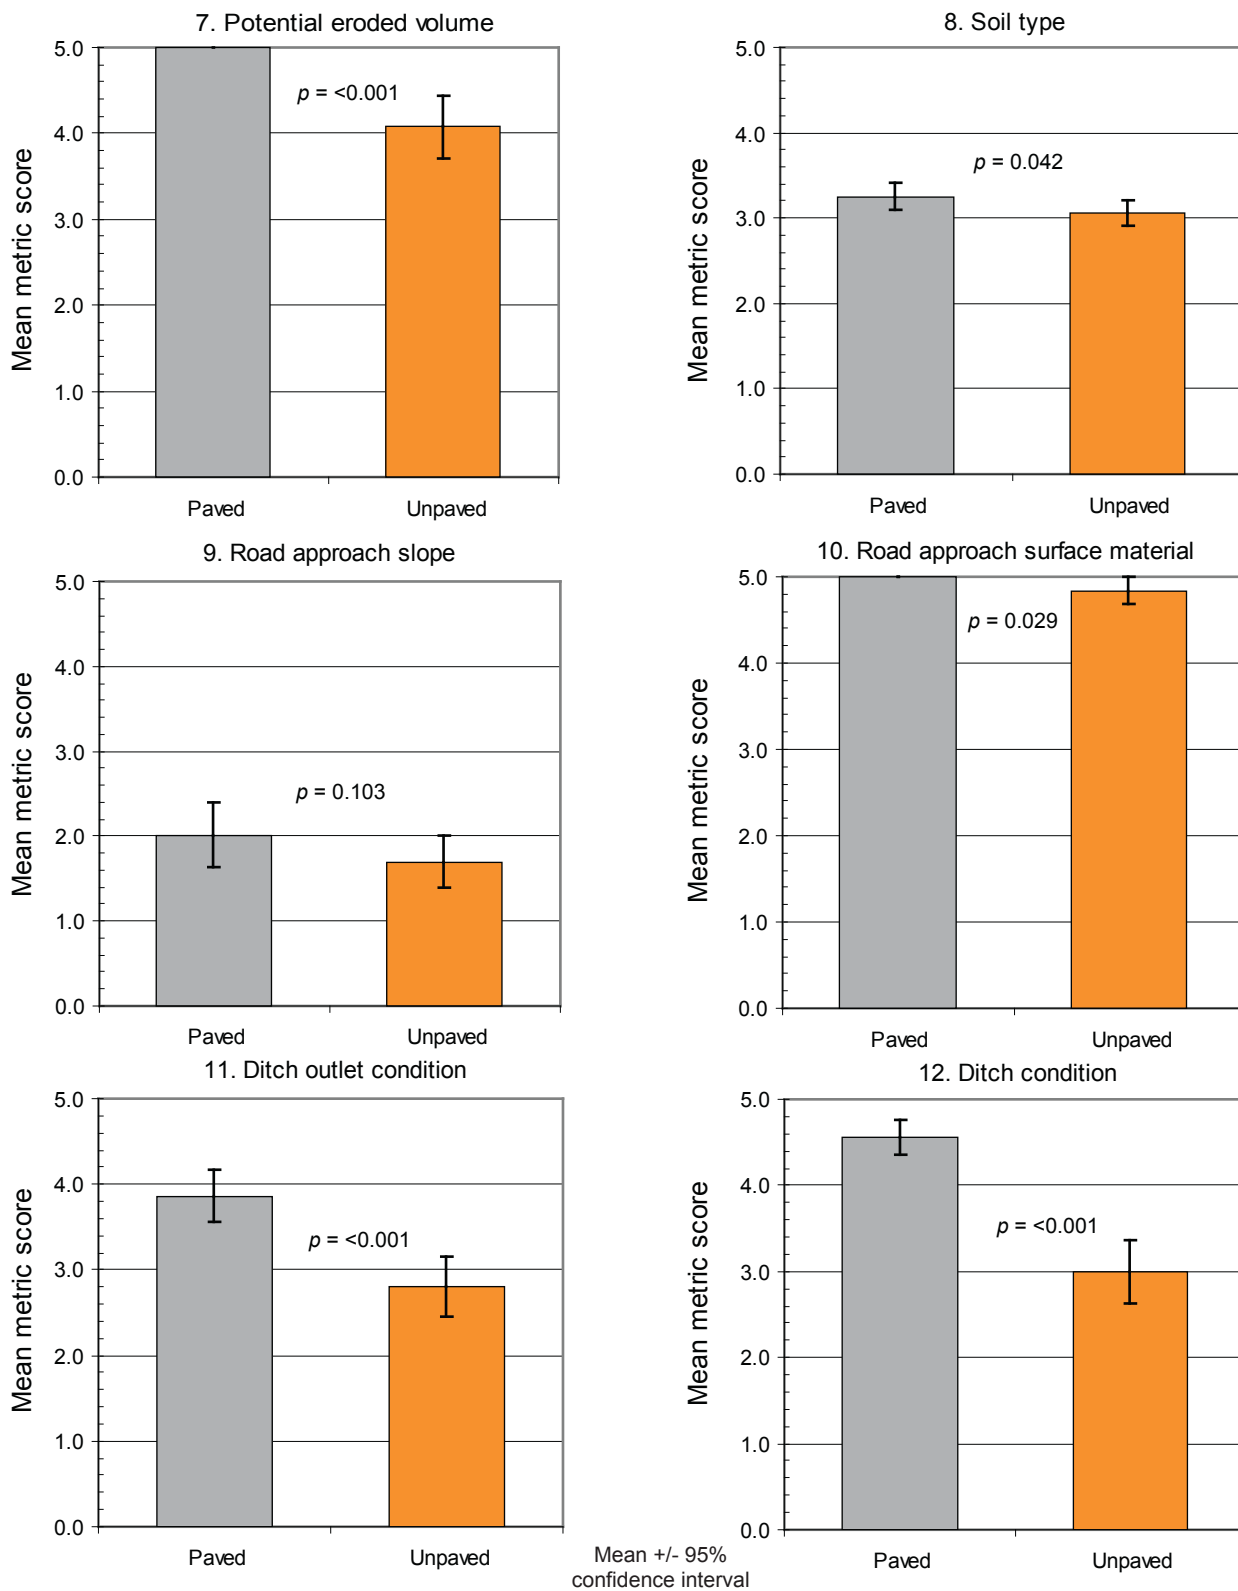 7. Potential eroded volume
Mean metric score
5.0
4.0
3.0
2.0
1.0
0.0
p = <0.001
Paved
Unpaved
8. Soil type
Mean metric score
5.0
4.0
3.0
2.0
1.0
0.0
p = 0.042
Paved
Unpaved
9. Road approach slope
Mean metric score
5.0
4.0
3.0
2.0
1.0
0.0
p = 0.103
Paved
Unpaved
10. Road approach surface material
Mean metric score
5.0
4.0
3.0
2.0
1.0
0.0
p = 0.029
Paved
Unpaved
11. Ditch outlet condition
Mean metric score
5.0
4.0
3.0
2.0
1.0
0.0
p = <0.001
Paved
Unpaved
12. Ditch condition
Mean metric score
5.0
4.0
3.0
2.0
1.0
0.0
p = <0.001
Paved
Unpaved
Mean +/- 95%
confidence interval